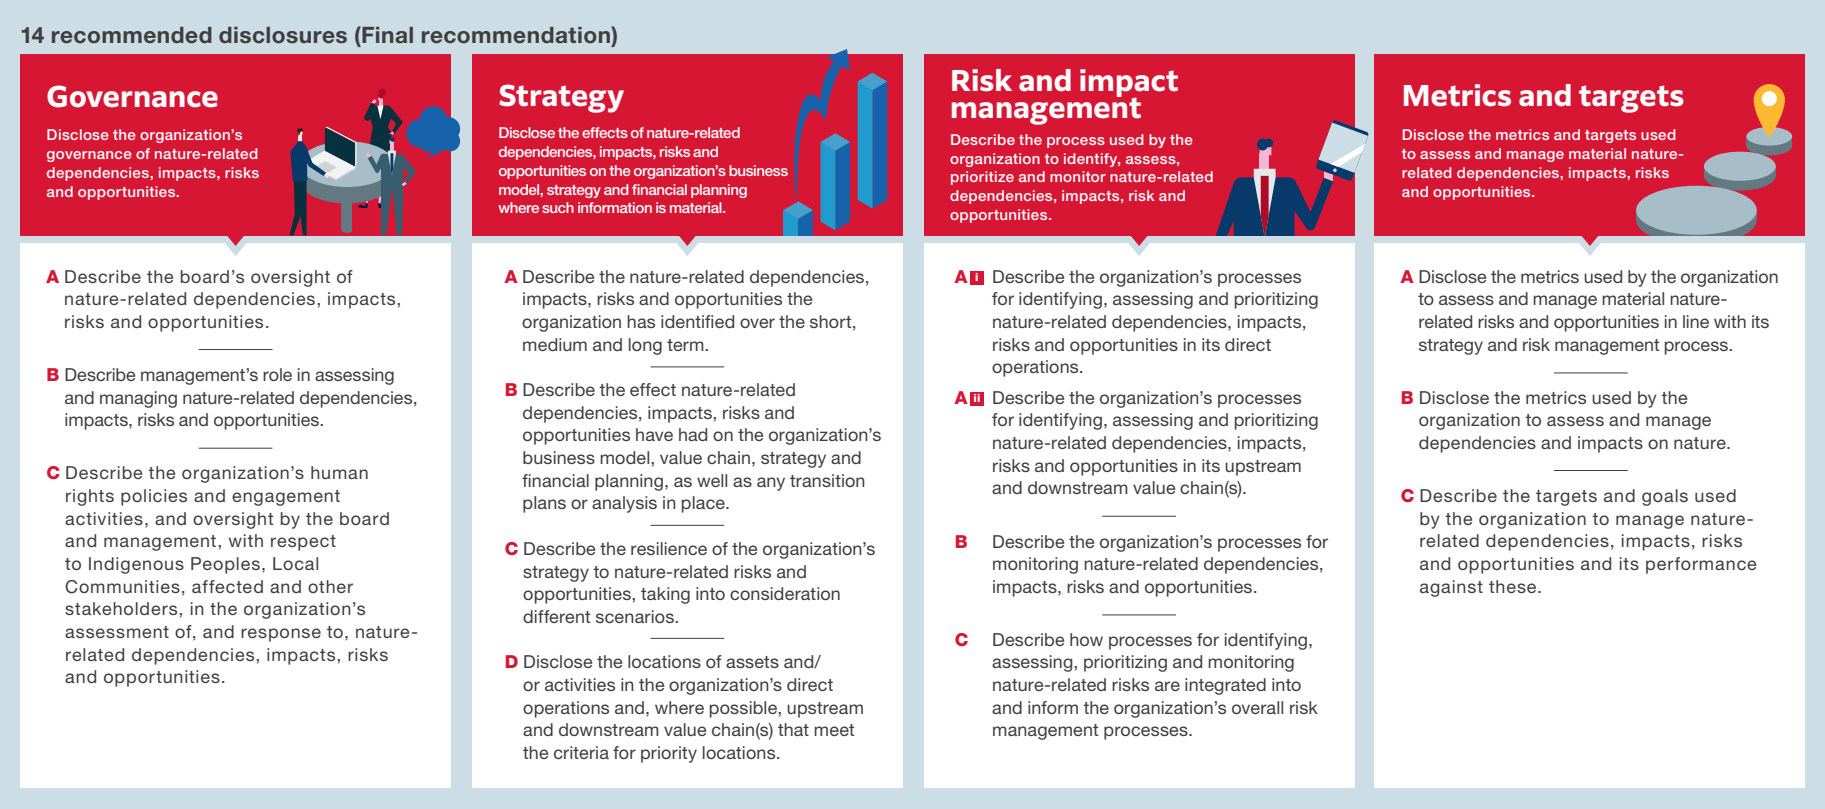 14 recommended disclosures (Final recommendation)
Governance
Disclose the organization's
governance of nature-related
dependencies, impacts, risks
and opportunities.
A Describe the board's oversight of
nature-related dependencies, impacts,
risks and opportunities.
B Describe management's role in assessing
and managing nature-related dependencies,
impacts, risks and opportunities.
C Describe the organization's human
rights policies and engagement
activities, and oversight by the board
and management, with respect
to Indigenous Peoples, Local
Communities, affected and other
stakeholders, in the organization's
assessment of, and response to, nature-
related dependencies, impacts, risks
and opportunities.
Strategy
Disclose the effects of nature-related
dependencies, impacts, risks and
opportunities on the organization's business
model, strategy and financial planning
where such information is material.
A Describe the nature-related dependencies,
impacts, risks and opportunities the
organization has identified over the short,
medium and long term.
B Describe the effect nature-related
dependencies, impacts, risks and
opportunities have had on the organization's
business model, value chain, strategy and
financial planning, as well as any transition
plans or analysis in place.
C Describe the resilience of the organization's
strategy to nature-related risks and
opportunities, taking into consideration
different scenarios.
D Disclose the locations of assets and/
or activities in the organization's direct
operations and, where possible, upstream
and downstream value chain(s) that meet
the criteria for priority locations.
Risk and impact
management
Describe the process used by the
organization to identify, assess,
prioritize and monitor nature-related
dependencies, impacts, risk and
opportunities.
A i Describe the organization's processes
for identifying, assessing and prioritizing
nature-related dependencies, impacts,
risks and opportunities in its direct
operations.
A ii Describe the organization's processes
for identifying, assessing and prioritizing
nature-related dependencies, impacts,
risks and opportunities in its upstream
and downstream value chain(s).
B Describe the organization's processes for
monitoring nature-related dependencies,
impacts, risks and opportunities.
C Describe how processes for identifying,
assessing, prioritizing and monitoring
nature-related risks are integrated into
and inform the organization's overall risk
management processes.
Metrics and targets
Disclose the metrics and targets used
to assess and manage material nature-
related dependencies, impacts, risks
and opportunities.
A Disclose the metrics used by the organization
to assess and manage material nature-
related risks and opportunities in line with its
strategy and risk management process.
B Disclose the metrics used by the
organization to assess and manage
dependencies and impacts on nature.
C Describe the targets and goals used
by the organization to manage nature-
related dependencies, impacts, risks
and opportunities and its performance
against these.